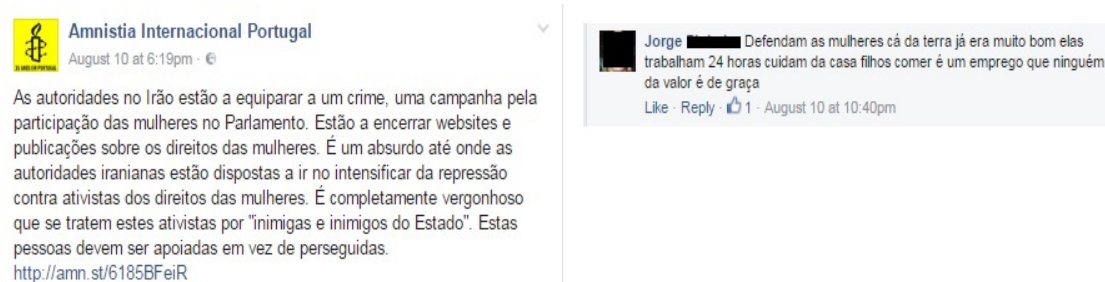 Amnistia Internacional Portugal
August 10 at 6:19pm ·
As autoridades no Irão estão a equiparar a um crime, uma campanha pela
participação das mulheres no Parlamento. Estão a encerrar websites e
publicações sobre os direitos das mulheres. É um absurdo até onde as
autoridades iranianas estão dispostas a ir no intensificar da repressão
contra ativistas dos direitos das mulheres. É completamente vergonhoso
que se tratem estes ativistas por "inimigas e inimigos do Estado". Estas
pessoas devem ser apoiadas em vez de perseguidas.
http://amn.st/6185BFeiR
Jorge Defendam as mulheres cá da terra já era muito bom elas
trabalham 24 horas cuidam da casa filhos comer é um emprego que ninguém
da valor é de graça
Like · Reply · 1 · August 10 at 10:40pm